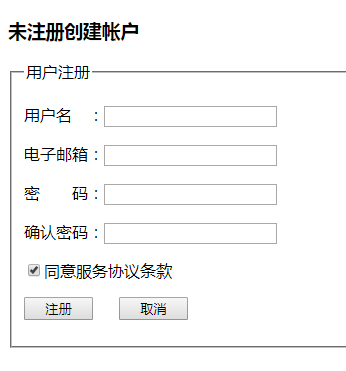 未注册创建帐户
用户注册
用户名　：
电子邮箱：
密　　码：
确认密码：
同意服务协议条款
注册　取消